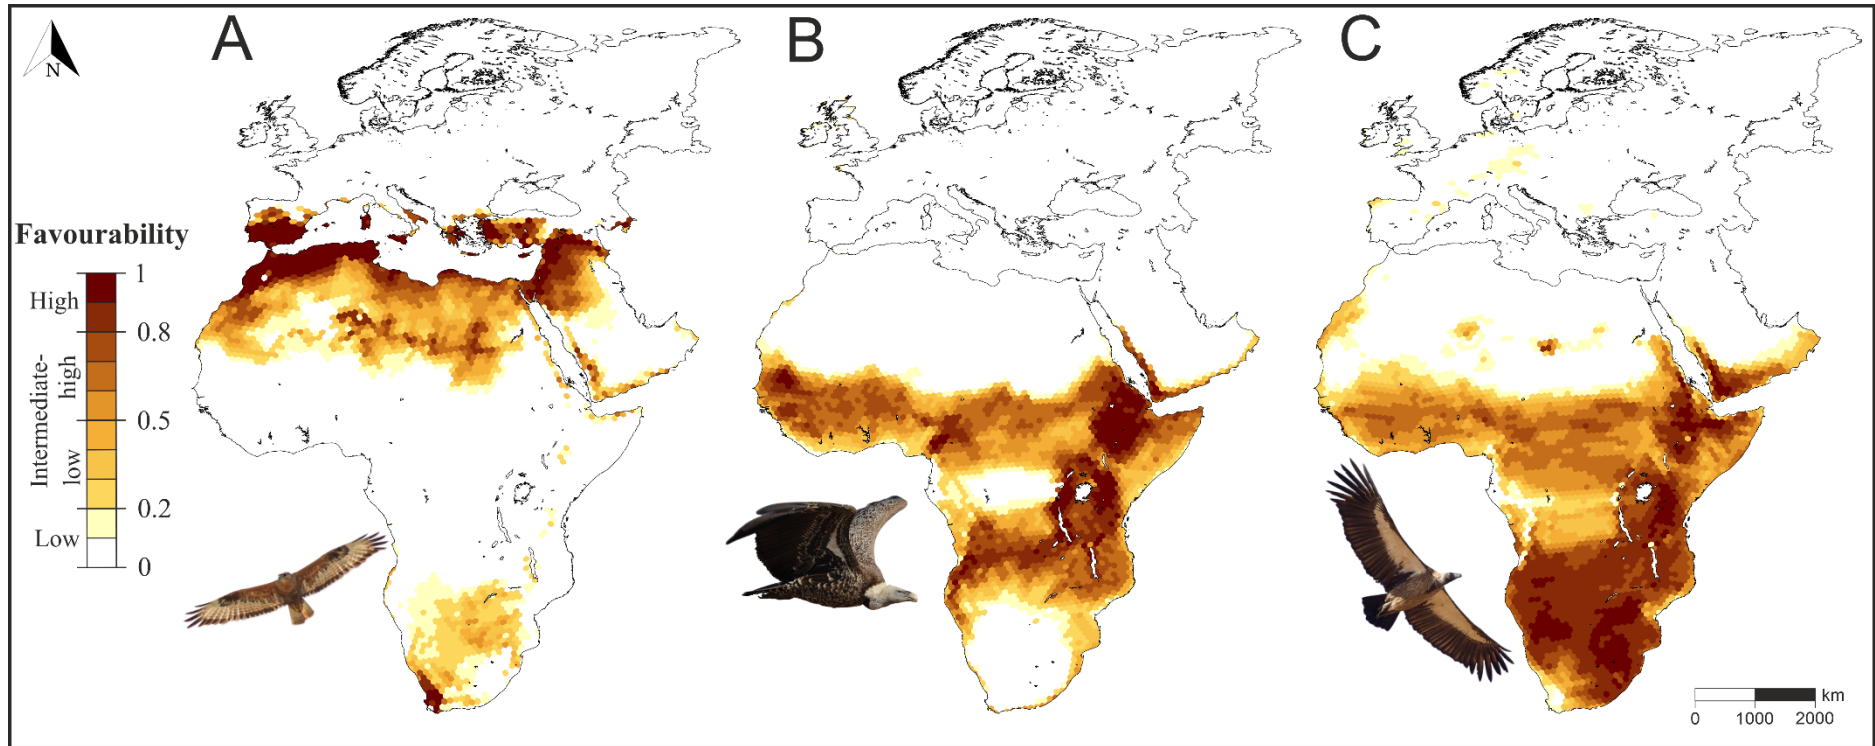 A
B
C
N
Favourability
High
Intermediate-
high
low
Low
1
0.8
0.5
0.2
0
km
0 1000 2000